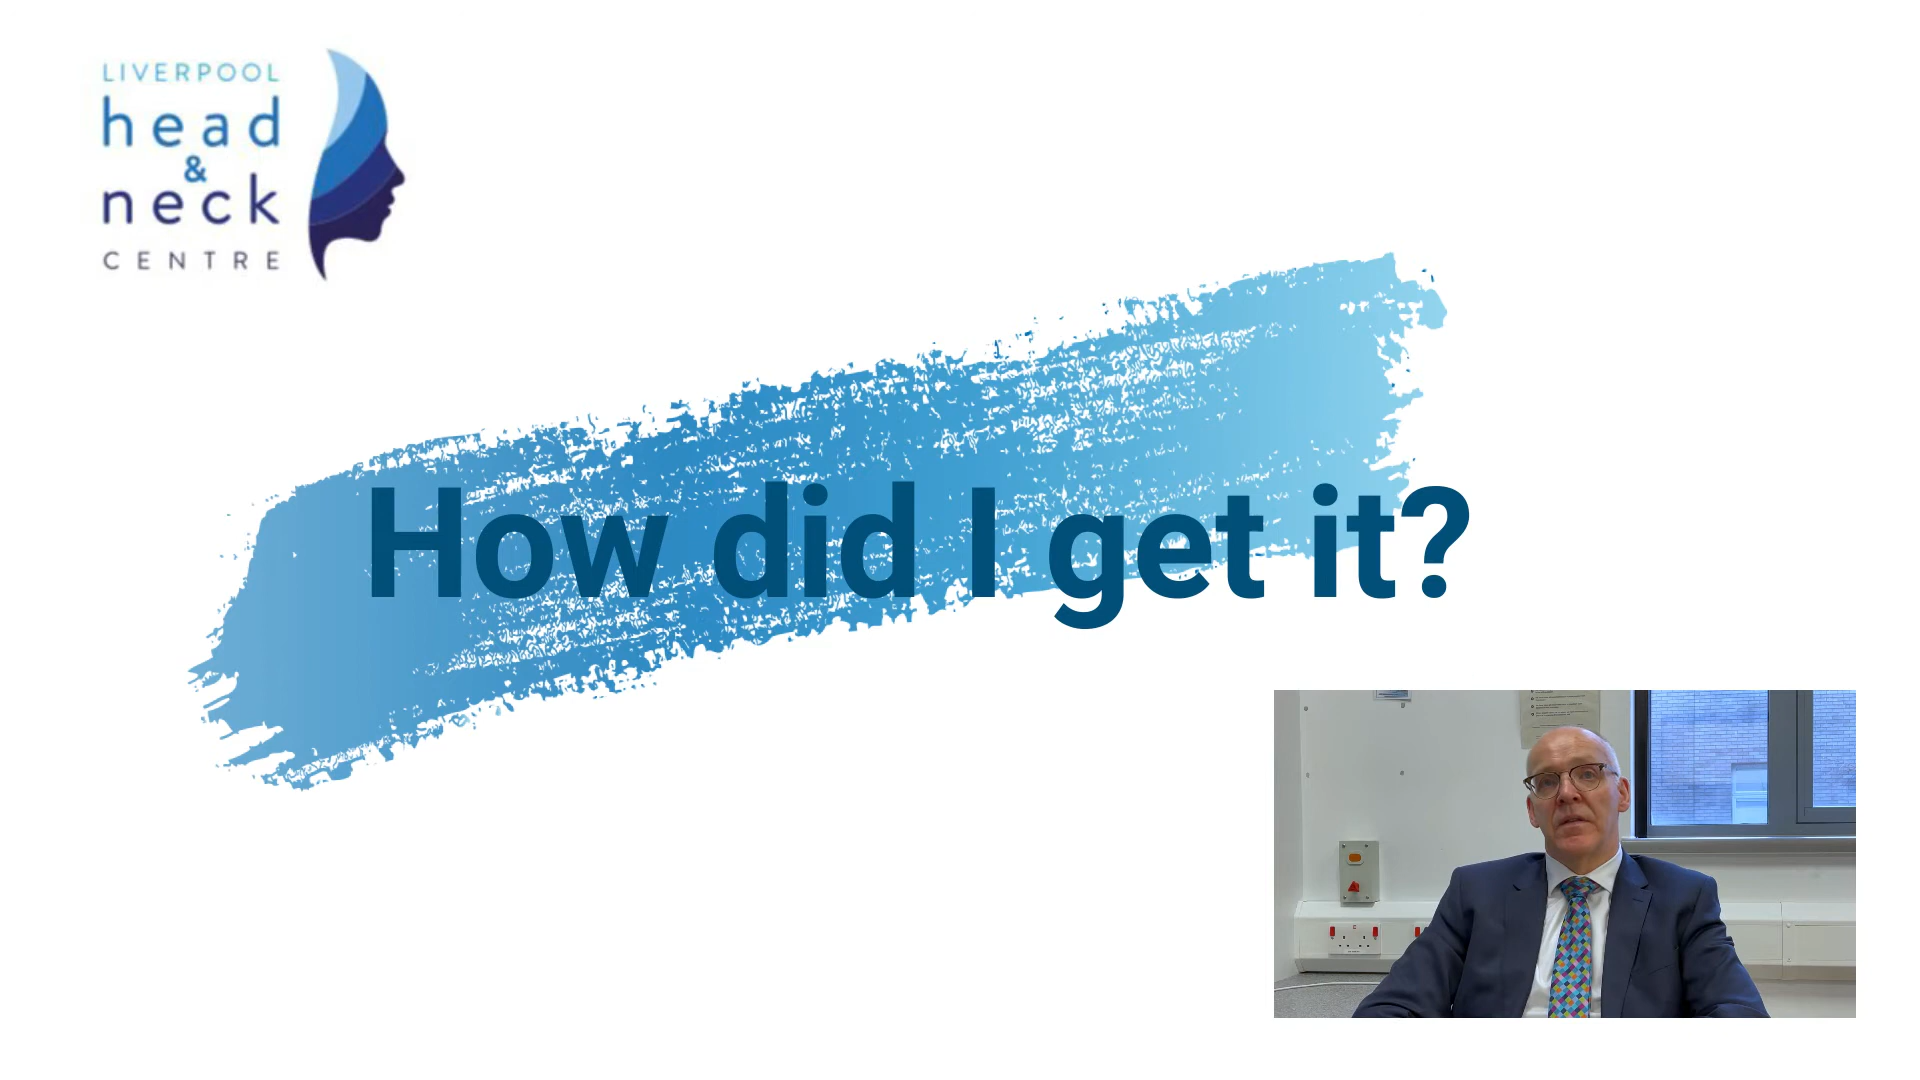 LIVERPOOL
head
&
neck
CENTRE
How did I get it?